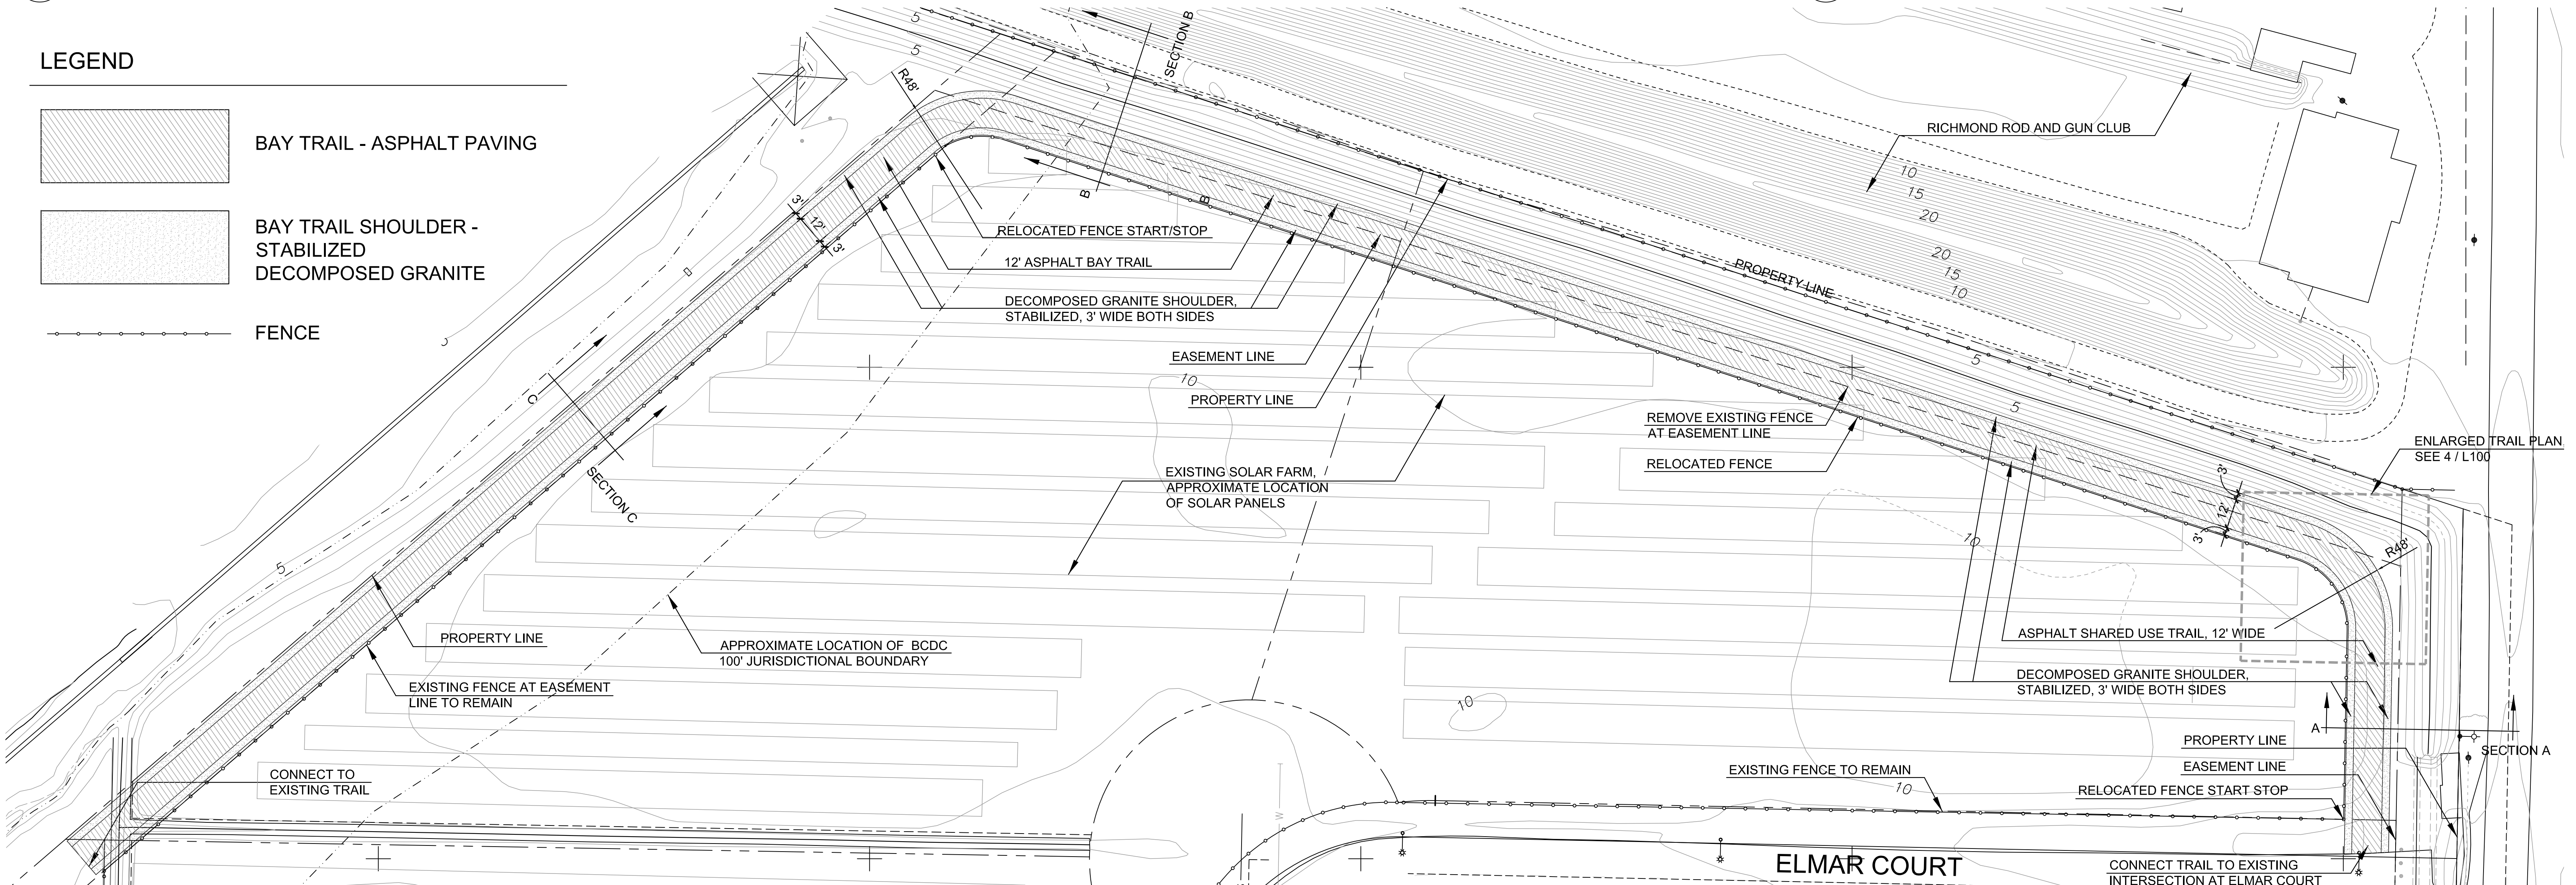 LEGEND
BAY TRAIL - ASPHALT PAVING
BAY TRAIL SHOULDER -
STABILIZED
DECOMPOSED GRANITE
FENCE
5
5
R48'
SECTION B
B
B
RICHMOND ROD AND GUN CLUB
10
15
20
20
15
10
PROPERTY LINE
3'
12'
3'
RELOCATED FENCE START/STOP
12' ASPHALT BAY TRAIL
DECOMPOSED GRANITE SHOULDER,
STABILIZED, 3' WIDE BOTH SIDES
EASEMENT LINE
PROPERTY LINE
10
5
5
C
SECTION C
REMOVE EXISTING FENCE
AT EASEMENT LINE
RELOCATED FENCE
ENLARGED TRAIL PLAN
SEE 4 / L100
EXISTING SOLAR FARM,
APPROXIMATE LOCATION
OF SOLAR PANELS
3'
12'
3'
10
R48'
5
PROPERTY LINE
APPROXIMATE LOCATION OF BCDC
100' JURISDICTIONAL BOUNDARY
EXISTING FENCE AT EASEMENT
LINE TO REMAIN
ASPHALT SHARED USE TRAIL, 12' WIDE
DECOMPOSED GRANITE SHOULDER,
STABILIZED, 3' WIDE BOTH SIDES
10
A
SECTION A
PROPERTY LINE
EASEMENT LINE
RELOCATED FENCE START STOP
EXISTING FENCE TO REMAIN
10
CONNECT TO
EXISTING TRAIL
W
ELMAR COURT
CONNECT TRAIL TO EXISTING
INTERSECTION AT ELMAR COURT